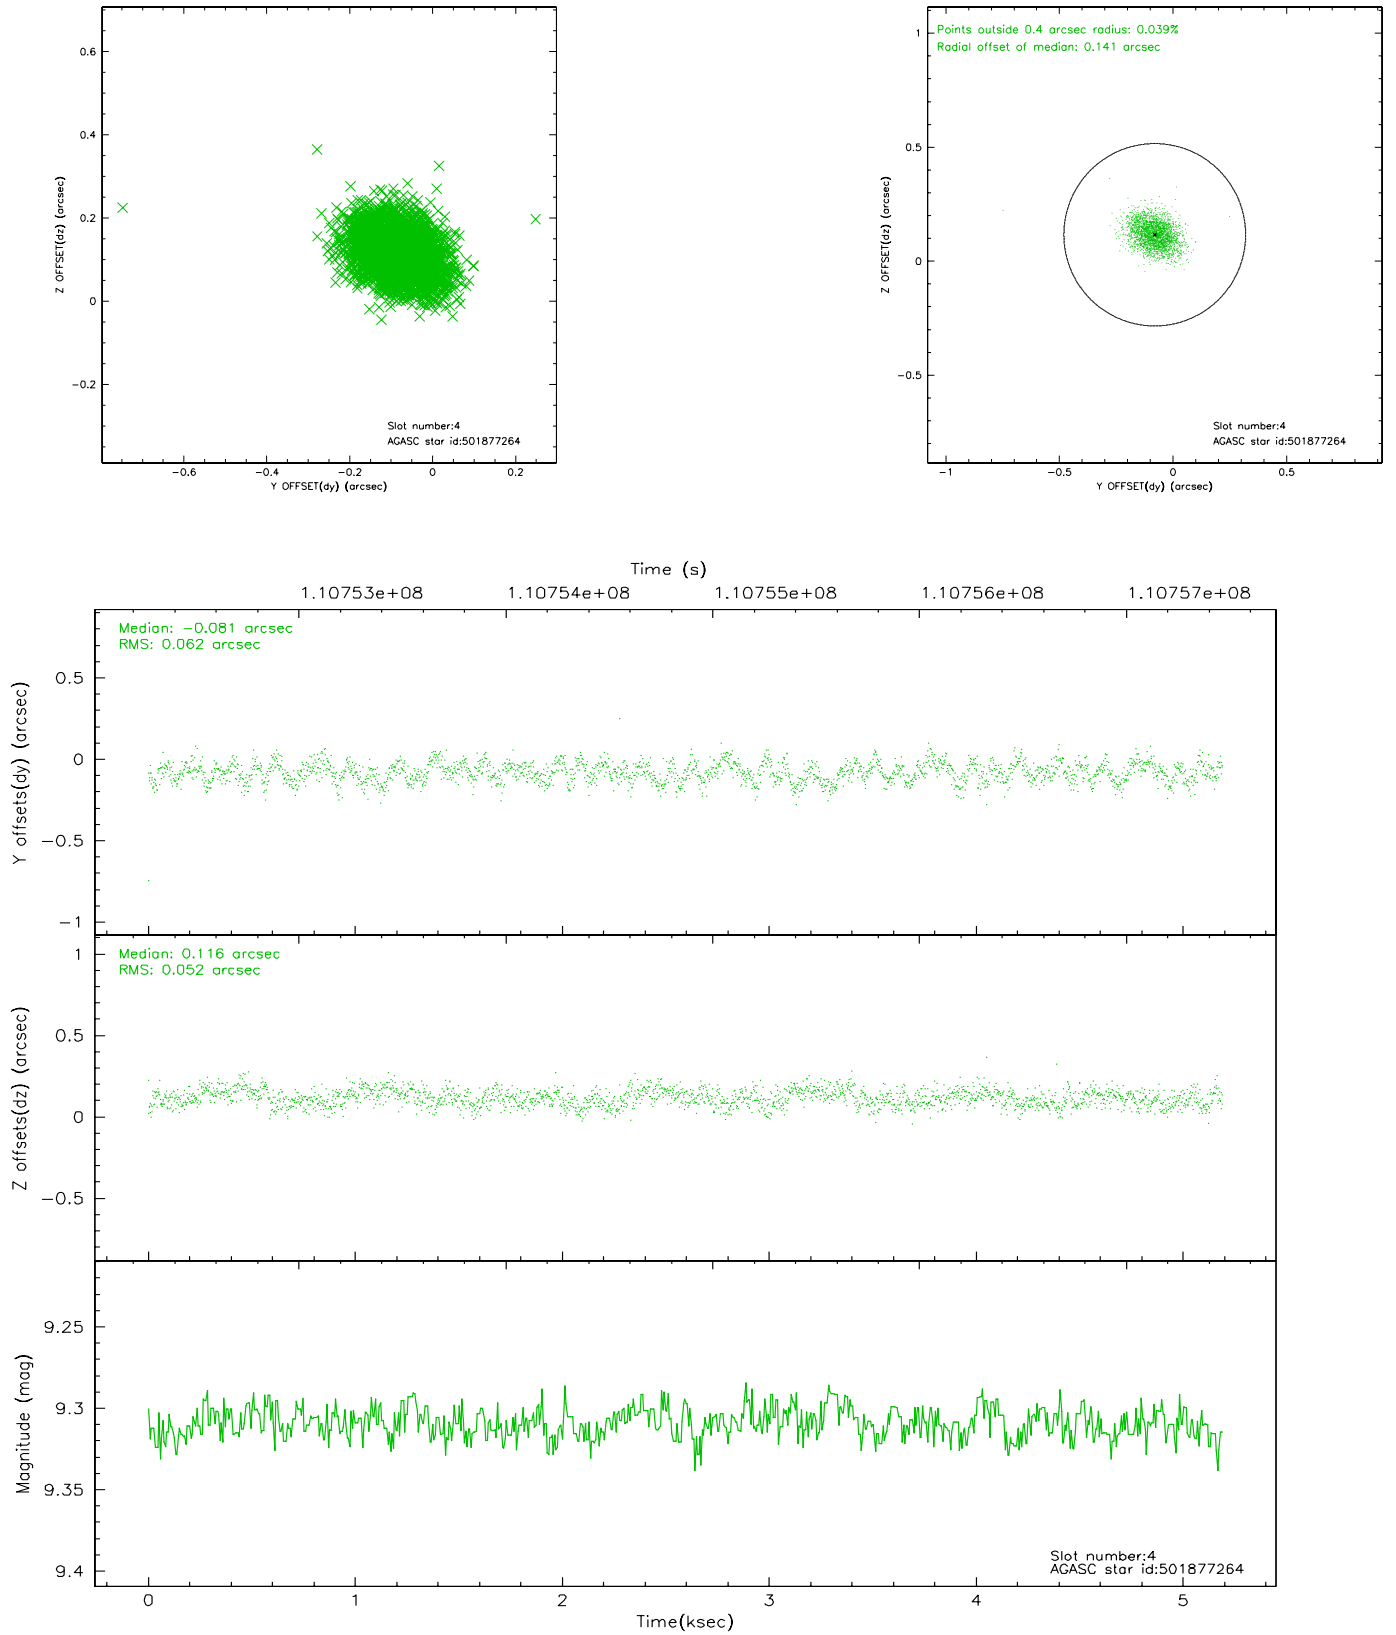 0.6
0.4
0.2
0
−0.2
−0.6
−0.4
−0.2
0
0.2
Z OFFSET(dz) (arcsec)
Y OFFSET(dy) (arcsec)
Slot number:4
AGASC star id:501877264
Points outside 0.4 arcsec radius: 0.039%
Radial offset of median: 0.141 arcsec
1
0.5
0
−0.5
−1
−0.5
0
0.5
Z OFFSET(dz) (arcsec)
Y OFFSET(dy) (arcsec)
Slot number:4
AGASC star id:501877264
Time (s)
1.10753e+08
1.10754e+08
1.10755e+08
1.10756e+08
1.10757e+08
Median: −0.081 arcsec
RMS: 0.062 arcsec
0.5
0
−0.5
−1
Y offsets(dy) (arcsec)
Median: 0.116 arcsec
RMS: 0.052 arcsec
1
0.5
0
−0.5
Z offsets(dz) (arcsec)
9.25
9.3
9.35
9.4
Magnitude (mag)
Slot number:4
AGASC star id:501877264
0
1
2
3
4
5
Time(ksec)